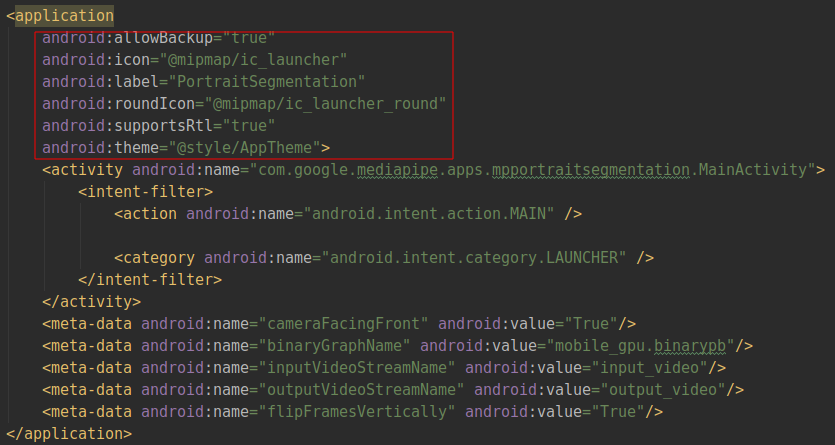 <application
android:allowBackup="true"
android:icon="@mipmap/ic_launcher"
android:label="PortraitSegmentation"
android:roundIcon="@mipmap/ic_launcher_round"
android:supportsRtl="true"
android:theme="@style/AppTheme">
<activity android:name="com.google.mediapipe.apps.mpportraitsegmentation.MainActivity">
<intent-filter>
<action android:name="android.intent.action.MAIN" />
<category android:name="android.intent.category.LAUNCHER" />
</intent-filter>
</activity>
<meta-data android:name="cameraFacingFront" android:value="True"/>
<meta-data android:name="binaryGraphName" android:value="mobile_gpu.binarypb"/>
<meta-data android:name="inputVideoStreamName" android:value="input_video"/>
<meta-data android:name="outputVideoStreamName" android:value="output_video"/>
<meta-data android:name="flipFramesVertically" android:value="True"/>
</application>